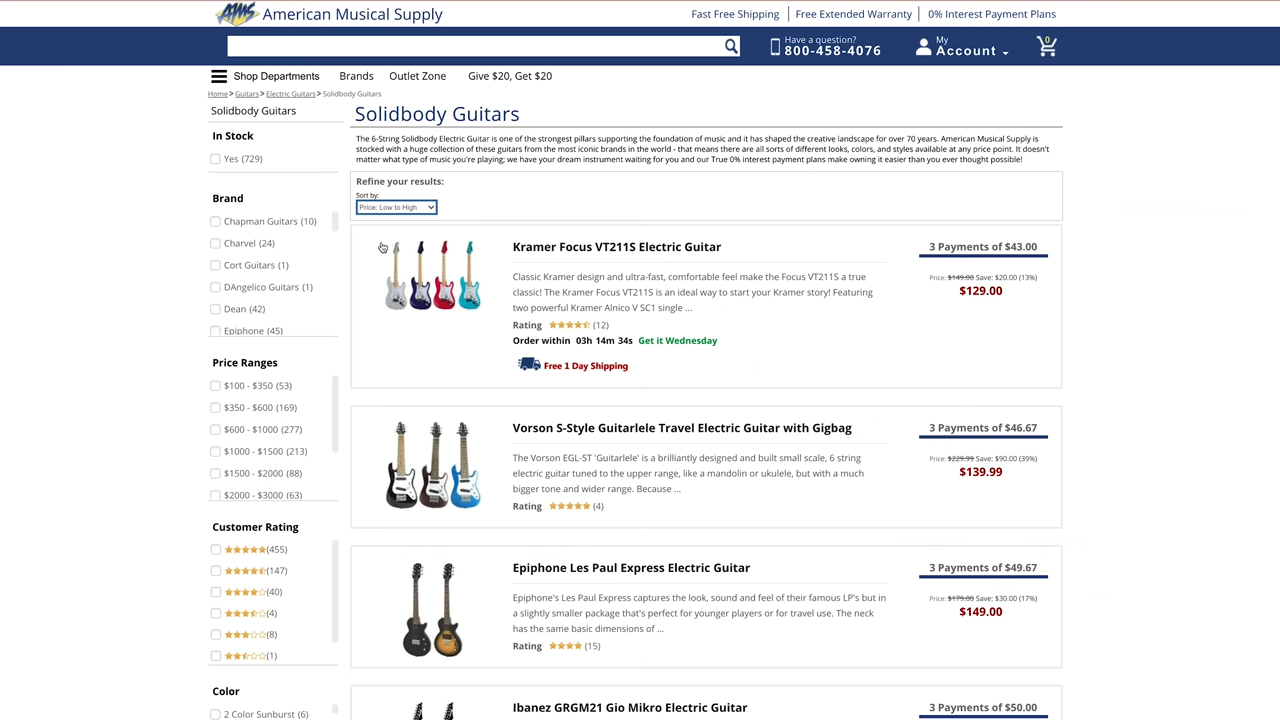 AMS American Musical Supply
Fast Free Shipping Free Extended Warranty 0% Interest Payment Plans
Have a question?
800-458-4076
My
Account
0
Shop Departments Brands Outlet Zone Give $20, Get $20
Home > Guitars > Electric Guitars > Solidbody Guitars
Solidbody Guitars
In Stock
Yes (729)
Brand
Chapman Guitars (10)
Charvel (24)
Cort Guitars (1)
DAngelico Guitars (1)
Dean (42)
Epiphone (45)
Price Ranges
$100 - $350 (53)
$350 - $600 (169)
$600 - $1000 (277)
$1000 - $1500 (213)
$1500 - $2000 (88)
$2000 - $3000 (63)
Customer Rating
(455)
(147)
(40)
(4)
(8)
(1)
Color
2 Color Sunburst (6)
Solidbody Guitars
The 6-String Solidbody Electric Guitar is one of the strongest pillars supporting the foundation of music and it has shaped the creative landscape for over 70 years. American Musical Supply is
stocked with a huge collection of these guitars from the most iconic brands in the world - that means there are all sorts of different looks, colors, and styles available at any price point. It doesn't
matter what type of music you're playing; we have your dream instrument waiting for you and our True 0% interest payment plans make owning it easier than you ever thought possible!
Refine your results:
Sort by:
Price: Low to High
Kramer Focus VT211S Electric Guitar
Classic Kramer design and ultra-fast, comfortable feel make the Focus VT211S a true
classic! The Kramer Focus VT211S is an ideal way to start your Kramer story! Featuring
two powerful Kramer Alnico V SC1 single ...
Rating (12)
Order within 03h 14m 34s Get it Wednesday
Free 1 Day Shipping
3 Payments of $43.00
Price: $149.00 Save: $20.00 (13%)
$129.00
Vorson S-Style Guitarlele Travel Electric Guitar with Gigbag
The Vorson EGL-ST 'Guitarlele' is a brilliantly designed and built small scale, 6 string
electric guitar tuned to the upper range, like a mandolin or ukulele, but with a much
bigger tone and wider range. Because ...
Rating (4)
3 Payments of $46.67
Price: $229.99 Save: $90.00 (39%)
$139.99
Epiphone Les Paul Express Electric Guitar
Epiphone's Les Paul Express captures the look, sound and feel of their famous LP's but in
a slightly smaller package that's perfect for younger players or for travel use. The neck
has the same basic dimensions of ...
Rating (15)
3 Payments of $49.67
Price: $179.00 Save: $30.00 (17%)
$149.00
Ibanez GRGM21 Gio Mikro Electric Guitar
3 Payments of $50.00